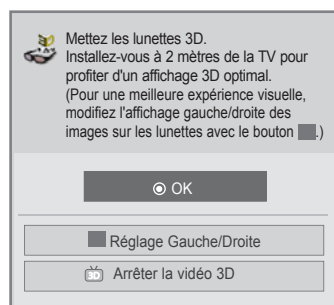 Mettez les lunettes 3D.
Installez-vous à 2 mètres de la TV pour
profiter d'un affichage 3D optimal.
(Pour une meilleure expérience visuelle,
modifiez l'affichage gauche/droite des
images sur les lunettes avec le bouton .)
OK
Réglage Gauche/Droite
3D Arrêter la vidéo 3D